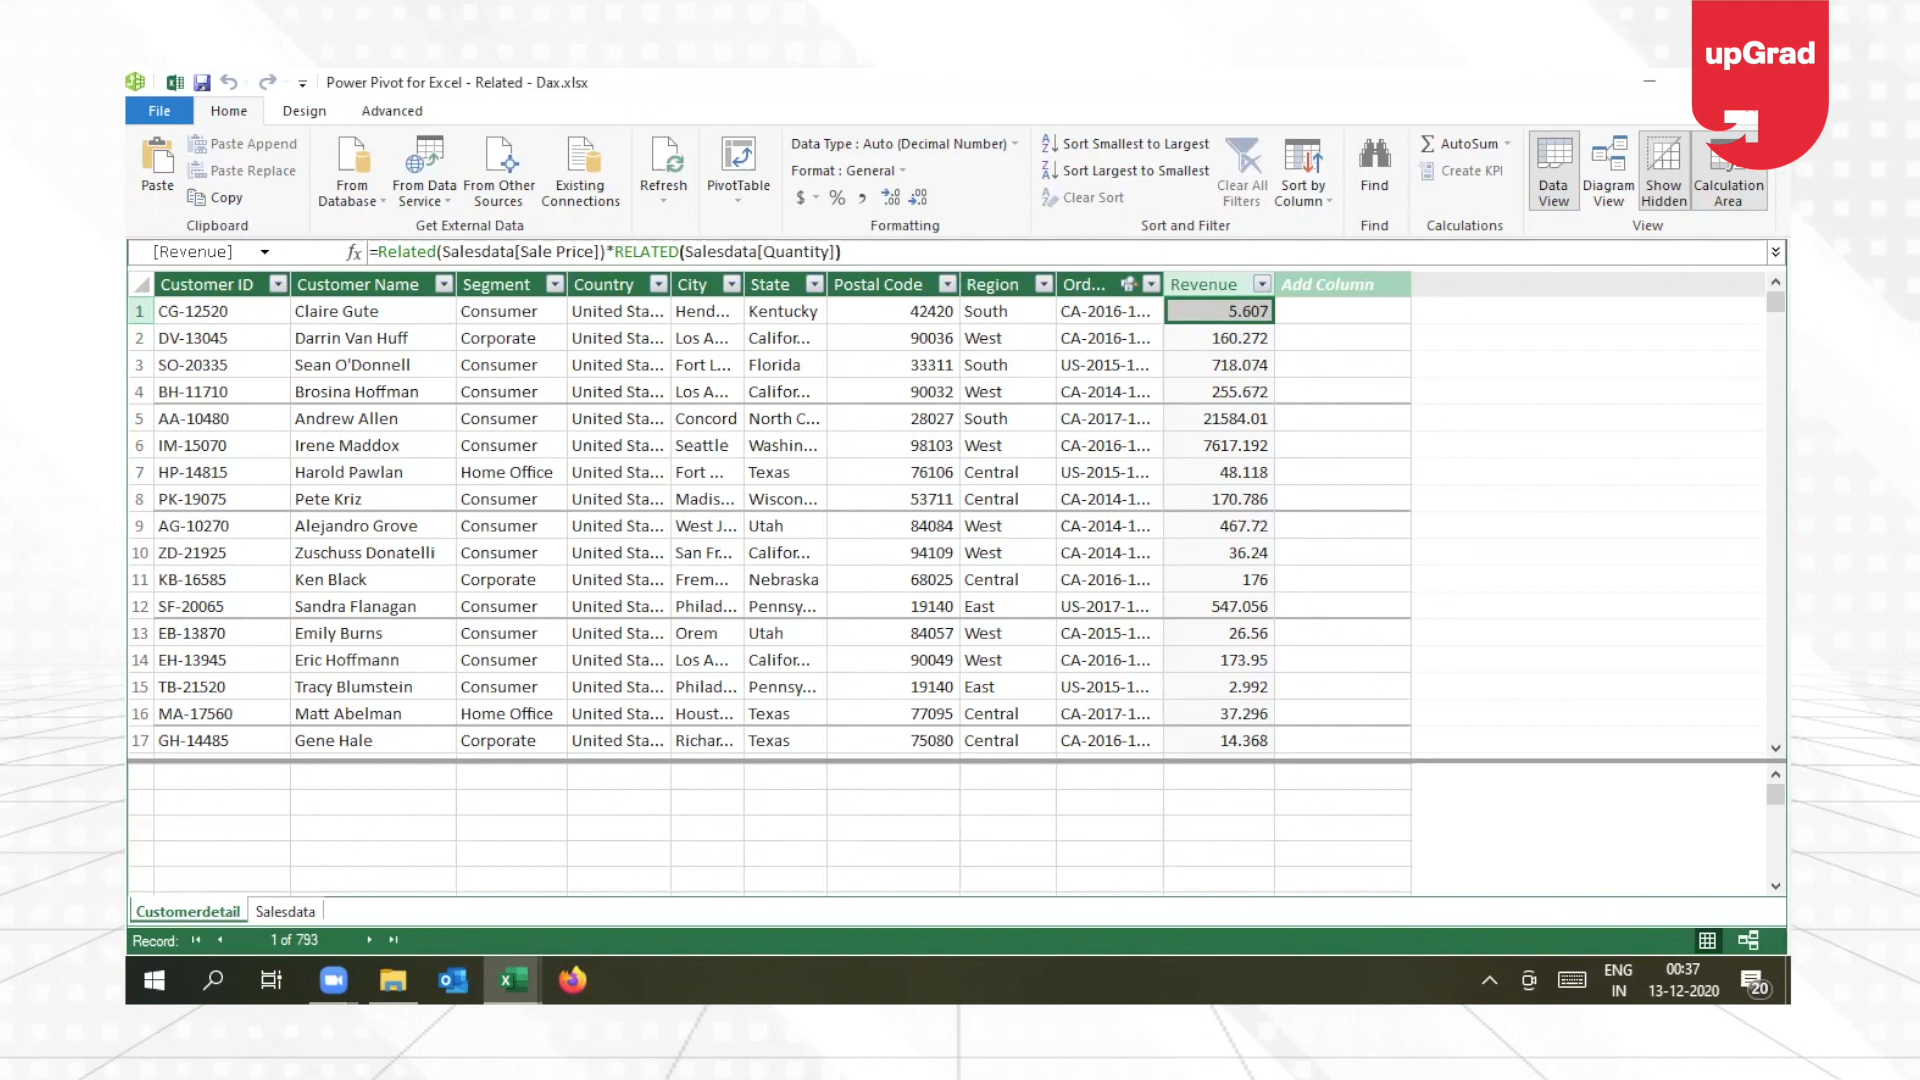 upGrad
Power Pivot for Excel - Related - Dax.xlsx
File Home Design Advanced
Paste
Paste Append
Paste Replace
Copy
Clipboard
From Database
From Data Service
From Other Sources
Existing Connections
Get External Data
Refresh
PivotTable
Data Type : Auto (Decimal Number)
Format : General
$ % , .00 .00
Formatting
Sort Smallest to Largest
Sort Largest to Smallest
Clear Sort
Clear All Filters
Sort by Column
Sort and Filter
Find
Find
AutoSum
Create KPI
Calculations
Data View
Diagram View
Show Hidden
Calculation Area
View
[Revenue] fx =Related(Salesdata[Sale Price])*RELATED(Salesdata[Quantity])
Customer ID Customer Name Segment Country City State Postal Code Region Ord... Revenue Add Column
1 CG-12520 Claire Gute Consumer United Sta... Hend... Kentucky 42420 South CA-2016-1... 5.607
2 DV-13045 Darrin Van Huff Corporate United Sta... Los A... Califor... 90036 West CA-2016-1... 160.272
3 SO-20335 Sean O'Donnell Consumer United Sta... Fort L... Florida 33311 South US-2015-1... 718.074
4 BH-11710 Brosina Hoffman Consumer United Sta... Los A... Califor... 90032 West CA-2014-1... 255.672
5 AA-10480 Andrew Allen Consumer United Sta... Concord North C... 28027 South CA-2017-1... 21584.01
6 IM-15070 Irene Maddox Consumer United Sta... Seattle Washin... 98103 West CA-2016-1... 7617.192
7 HP-14815 Harold Pawlan Home Office United Sta... Fort ... Texas 76106 Central US-2015-1... 48.118
8 PK-19075 Pete Kriz Consumer United Sta... Madis... Wiscon... 53711 Central CA-2014-1... 170.786
9 AG-10270 Alejandro Grove Consumer United Sta... West J... Utah 84084 West CA-2014-1... 467.72
10 ZD-21925 Zuschuss Donatelli Consumer United Sta... San Fr... Califor... 94109 West CA-2014-1... 36.24
11 KB-16585 Ken Black Corporate United Sta... Frem... Nebraska 68025 Central CA-2016-1... 176
12 SF-20065 Sandra Flanagan Consumer United Sta... Philad... Pennsy... 19140 East US-2017-1... 547.056
13 EB-13870 Emily Burns Consumer United Sta... Orem Utah 84057 West CA-2015-1... 26.56
14 EH-13945 Eric Hoffmann Consumer United Sta... Los A... Califor... 90049 West CA-2016-1... 173.95
15 TB-21520 Tracy Blumstein Consumer United Sta... Philad... Pennsy... 19140 East US-2015-1... 2.992
16 MA-17560 Matt Abelman Home Office United Sta... Houst... Texas 77095 Central CA-2017-1... 37.296
17 GH-14485 Gene Hale Corporate United Sta... Richar... Texas 75080 Central CA-2016-1... 14.368
Customerdetail Salesdata
Record: 1 of 793
ENG 00:37
IN 13-12-2020 20